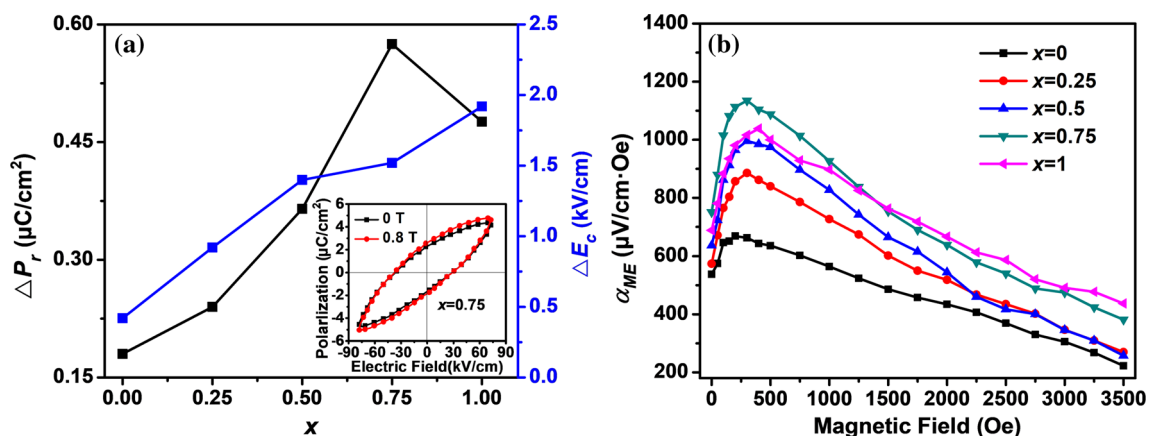 (a)
0.60
0.45
0.30
0.15
△Pr (μC/cm²)
2.5
2.0
1.5
1.0
0.5
0.0
△Ec (kV/cm)
0.00 0.25 0.50 0.75 1.00
x
Polarlization (μC/cm²)
6
4
2
0
-2
-4
-6
0 T
0.8 T
x=0.75
-90 -60 -30 0 30 60 90
Electric Field(kV/cm)
(b)
1400
1200
1000
800
600
400
200
αME (μV/cm·Oe)
x=0
x=0.25
x=0.5
x=0.75
x=1
0 500 1000 1500 2000 2500 3000 3500
Magnetic Field (Oe)